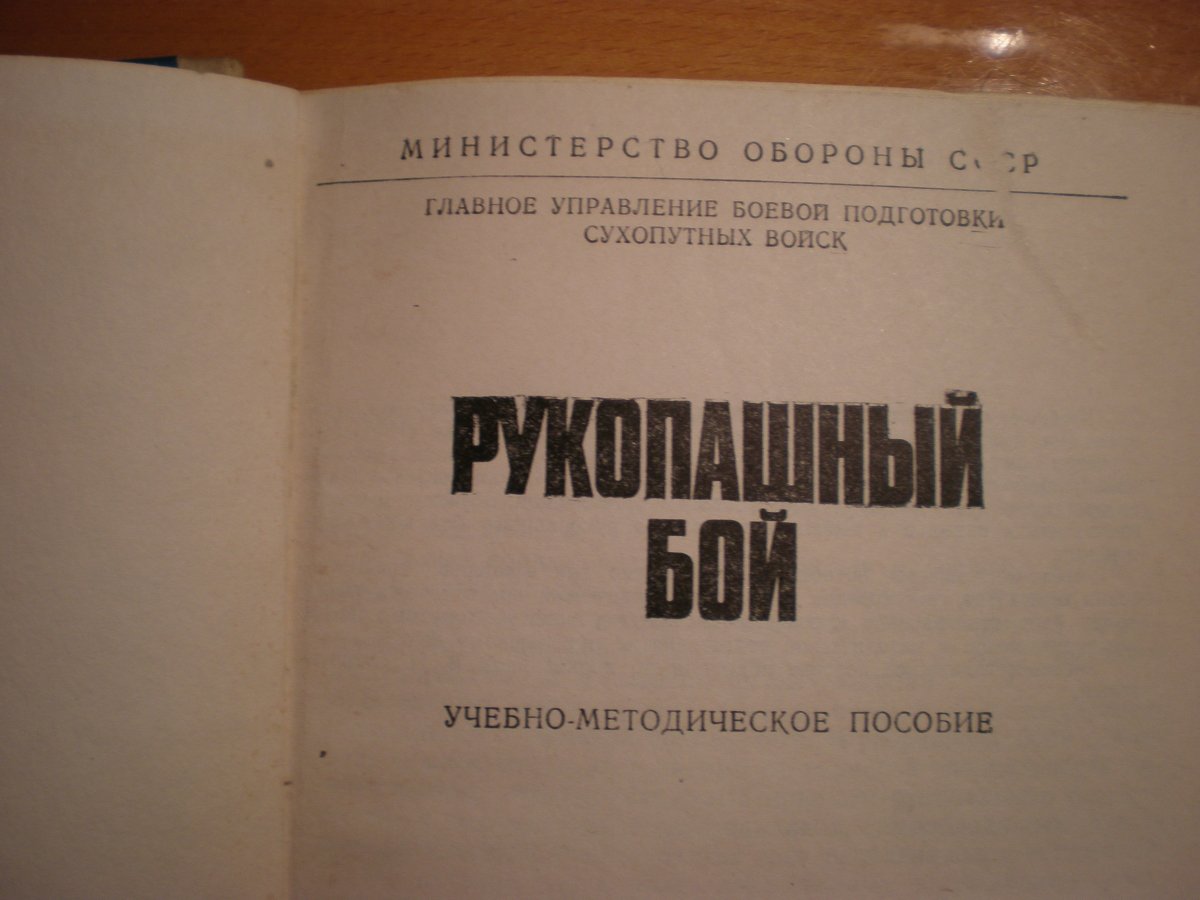 МИНИСТЕРСТВО ОБОРОНЫ СССР
ГЛАВНОЕ УПРАВЛЕНИЕ БОЕВОЙ ПОДГОТОВКИ
СУХОПУТНЫХ ВОЙСК
РУКОПАШНЫЙ
БОЙ
УЧЕБНО-МЕТОДИЧЕСКОЕ ПОСОБИЕ